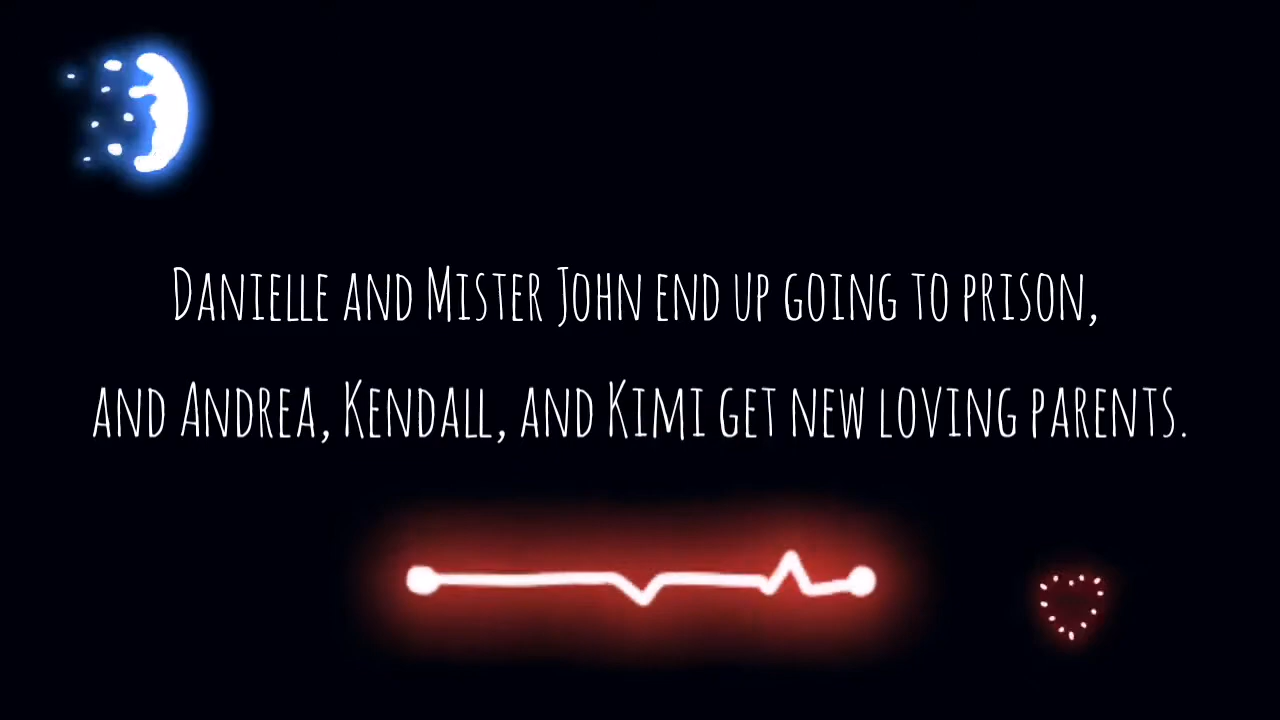 Danielle and Mister John end up going to prison,
and Andrea, Kendall, and Kimi get new loving parents.